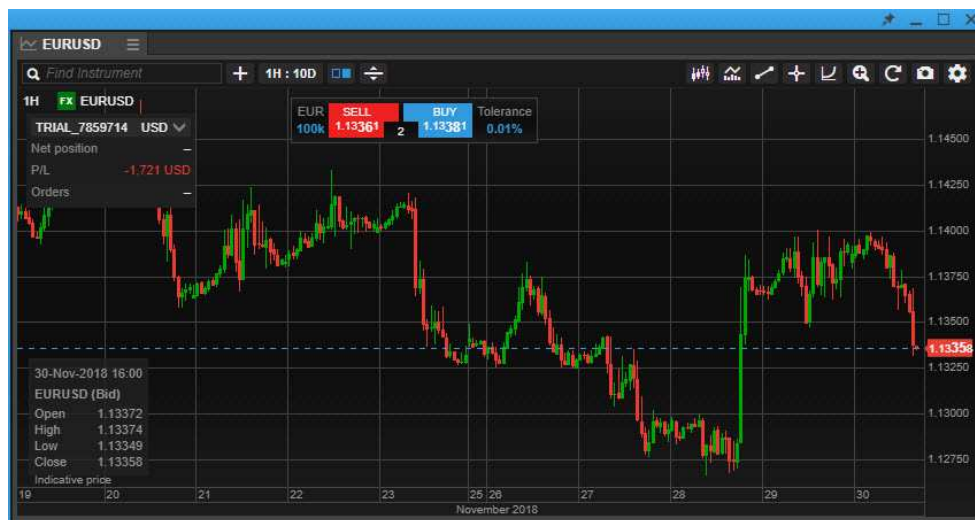 EURUSD
Find Instrument
1H : 10D
1H FX EURUSD
TRIAL_7859714 USD
Net position –
P/L -1.721 USD
Orders –
EUR SELL BUY Tolerance
100k 1.13361 2 1.13381 0.01%
1.14500
1.14250
1.14000
1.13750
1.13500
1.13358
1.13250
1.13000
1.12750
30-Nov-2018 16:00
EURUSD (Bid)
Open 1.13372
High 1.13374
Low 1.13349
Close 1.13358
Indicative price
19 20 21 22 23 25 26 27 28 29 30
November 2018